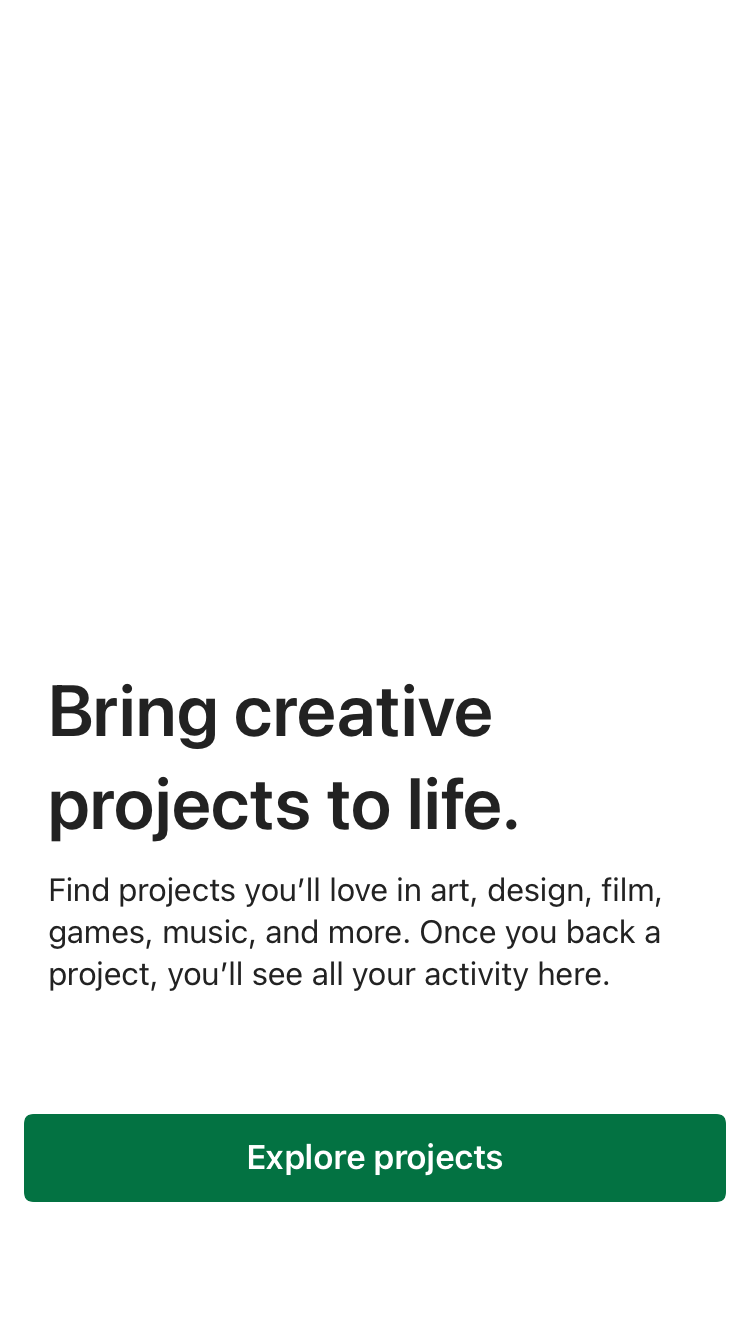 Bring creative
projects to life.
Find projects you’ll love in art, design, film,
games, music, and more. Once you back a
project, you’ll see all your activity here.
Explore projects